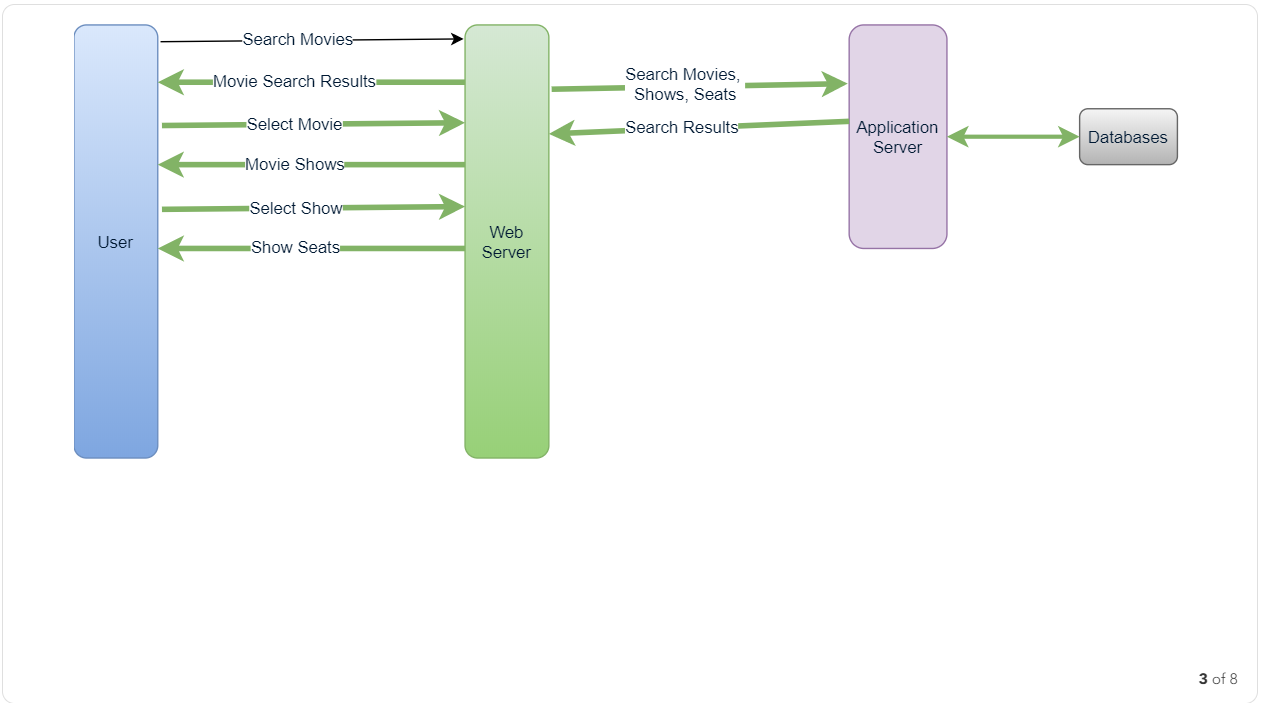 Search Movies
Movie Search Results
Select Movie
Movie Shows
Select Show
Show Seats
User
Web
Server
Search Movies,
Shows, Seats
Search Results
Application
Server
Databases
3 of 8